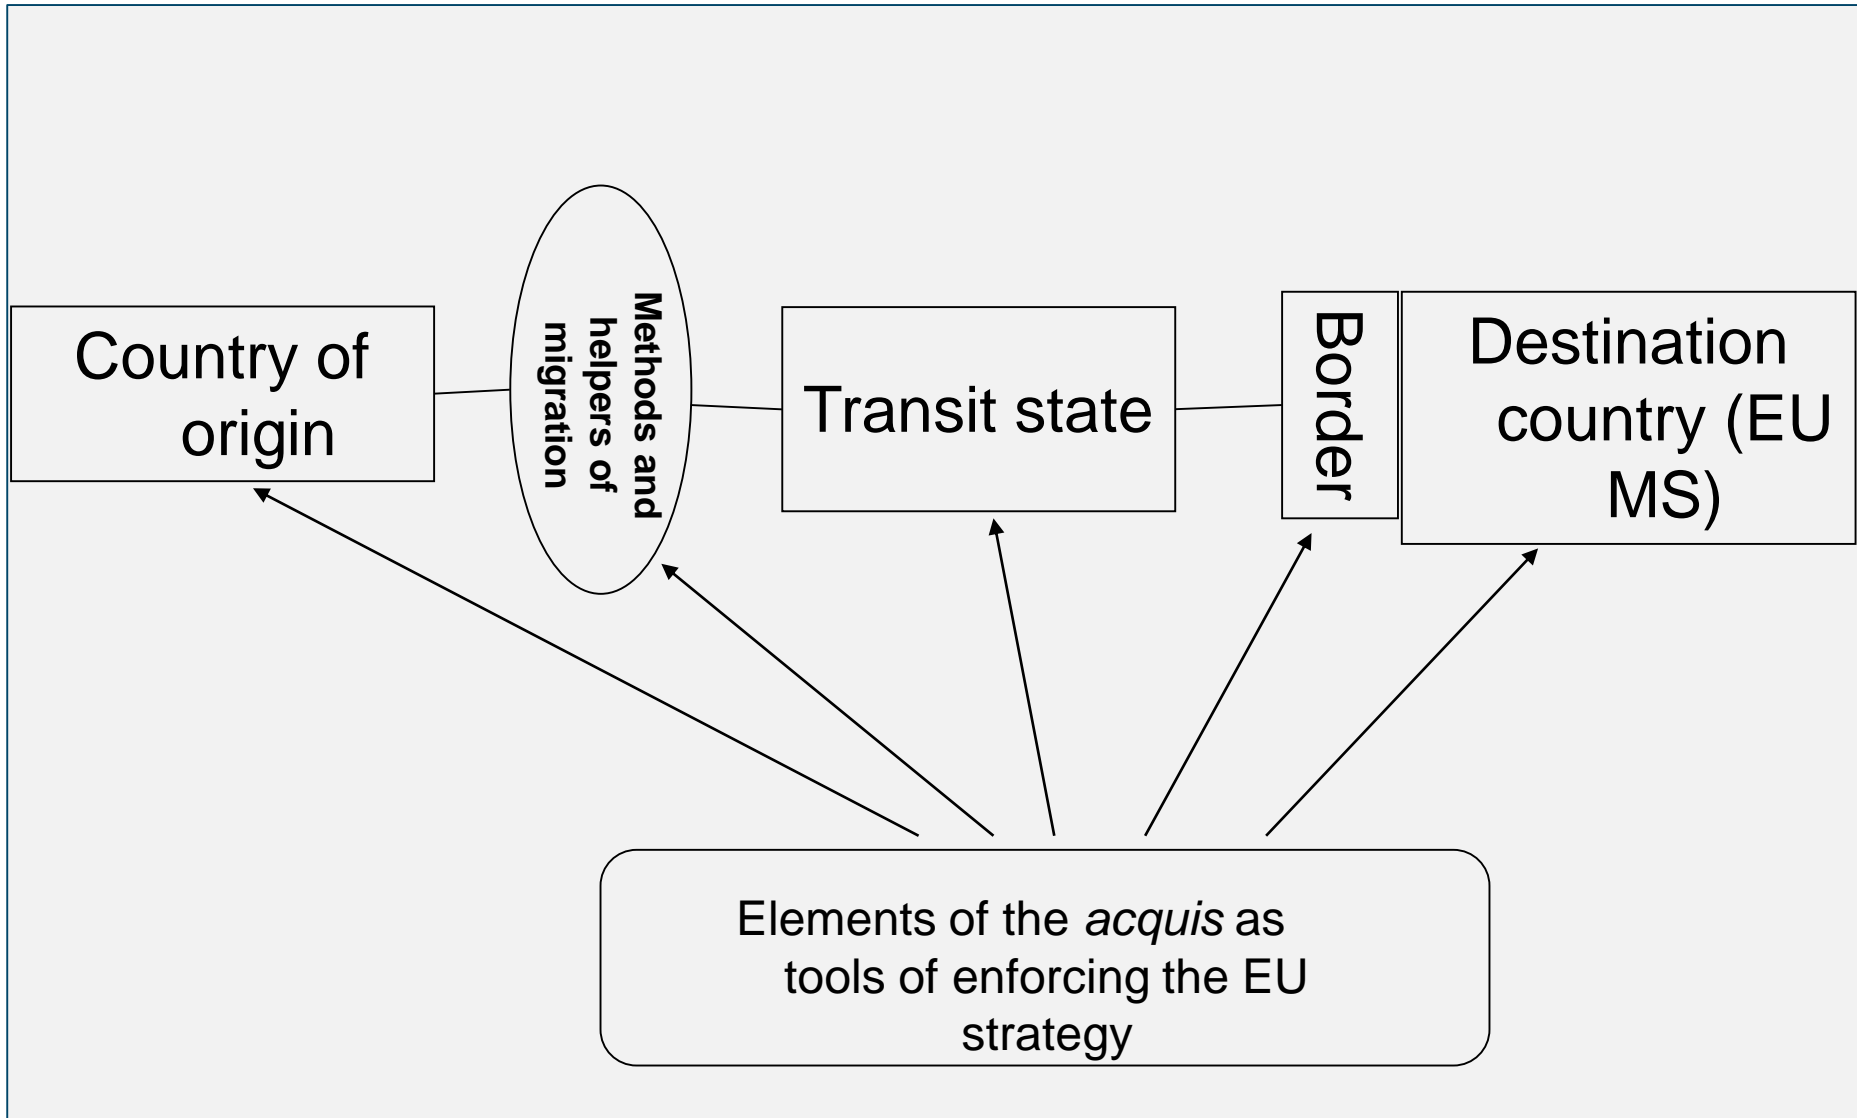 Country of
origin
Methods and
helpers of
migration
Transit state
Border
Destination
country (EU
MS)
Elements of the acquis as
tools of enforcing the EU
strategy